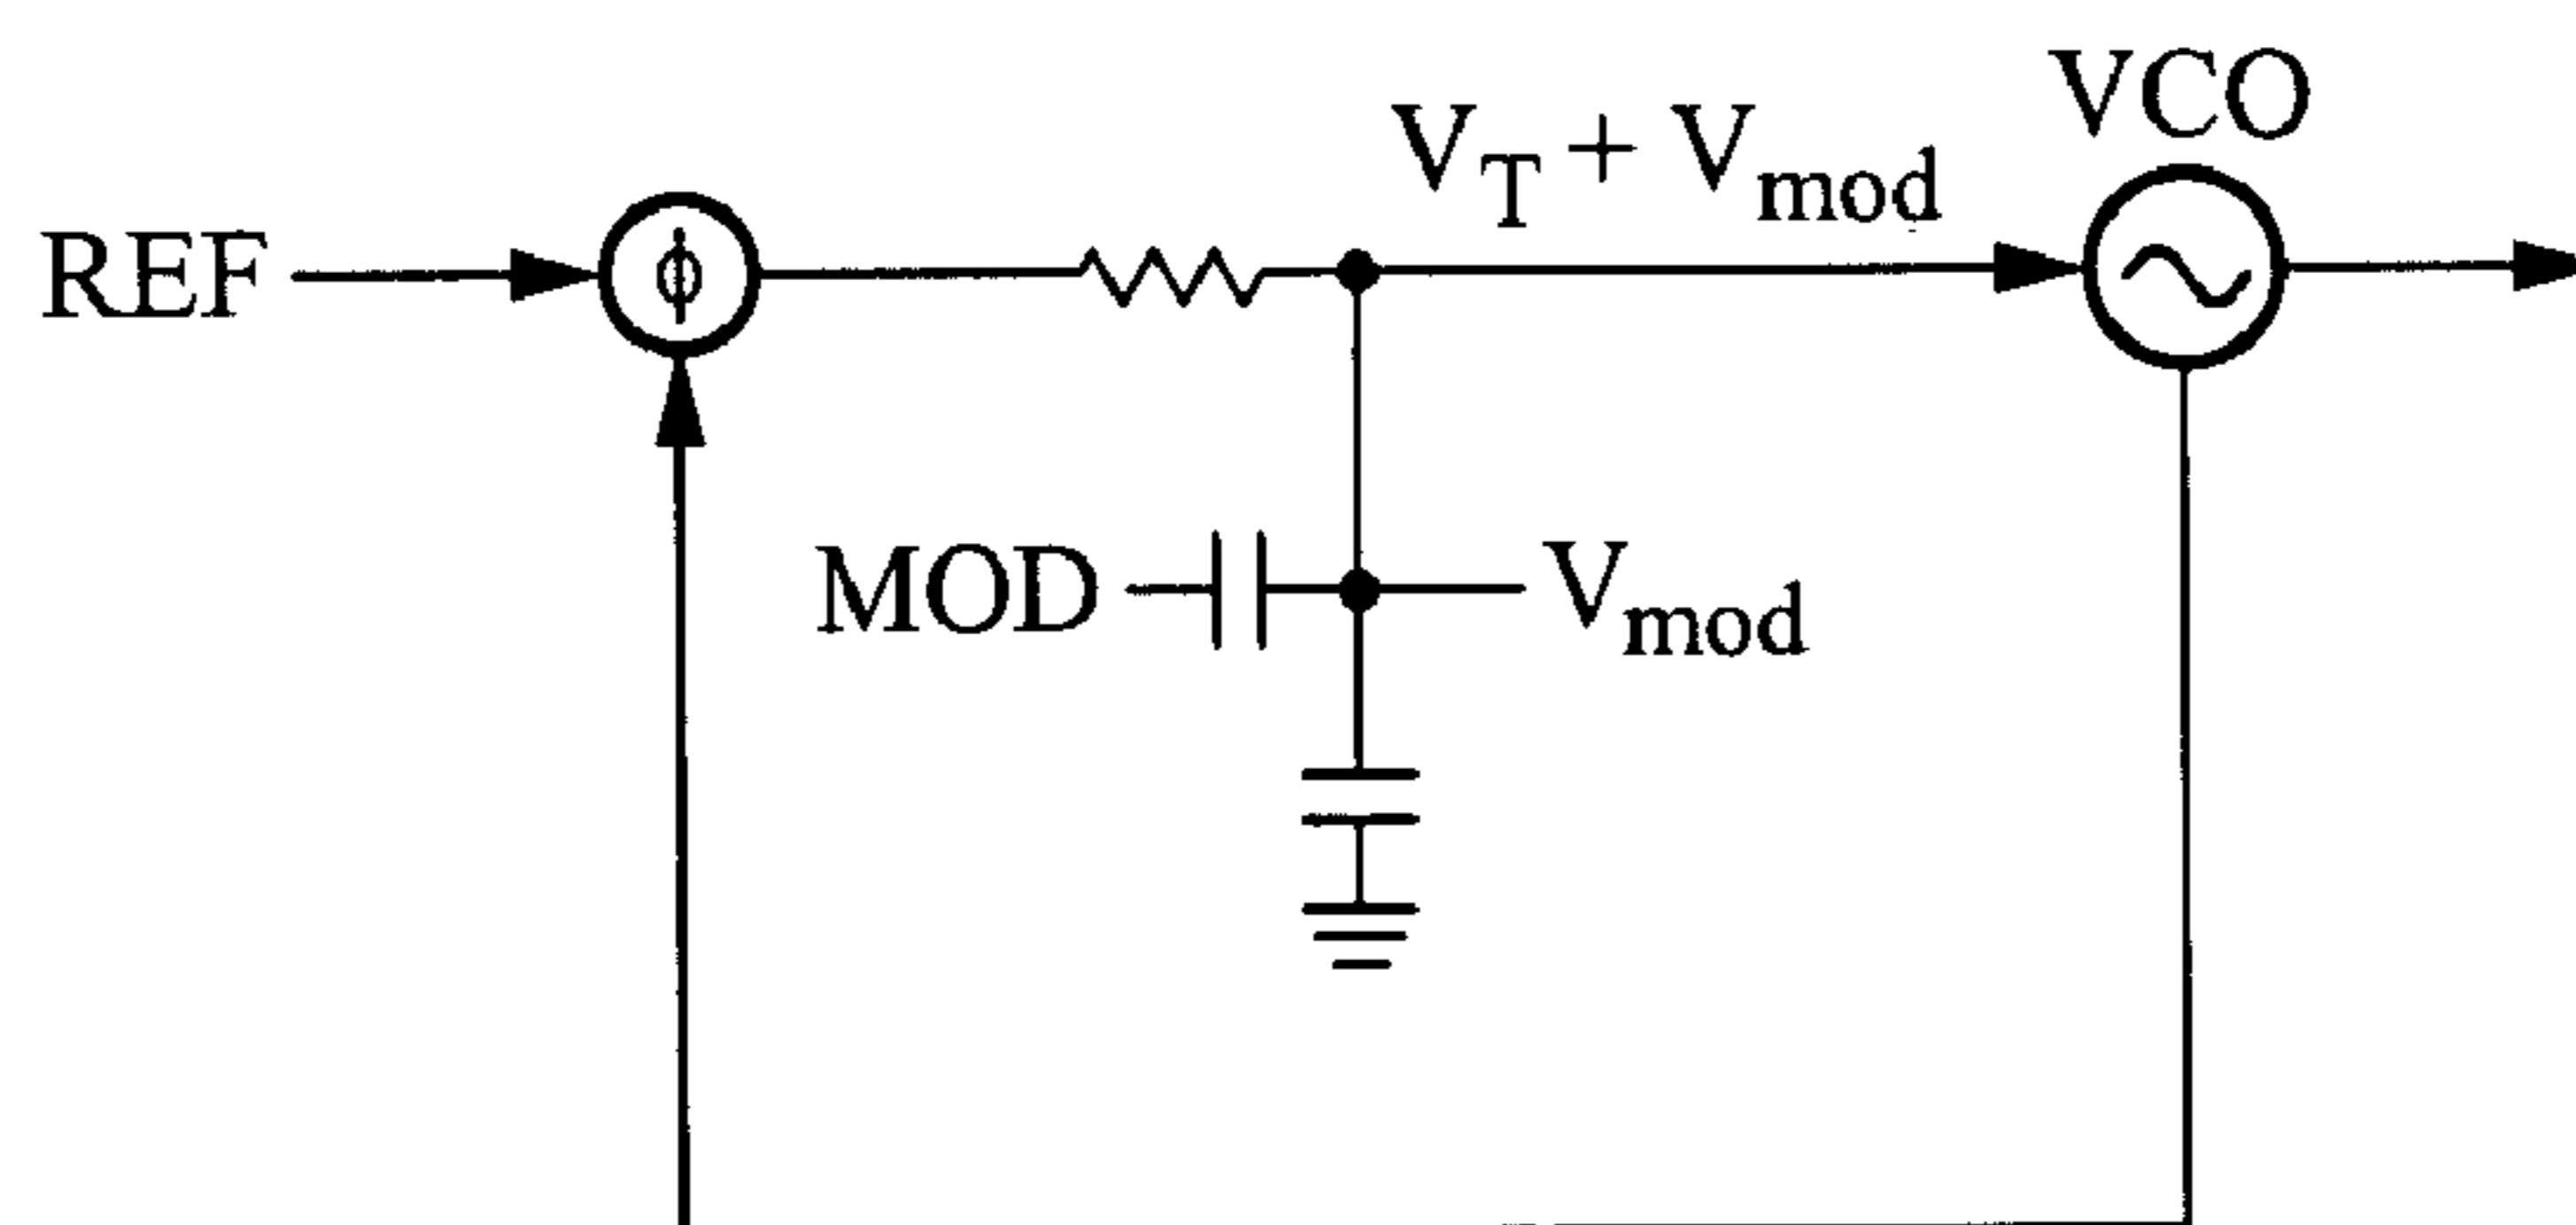 VCO
V_T + V_mod
REF
ϕ
MOD
V_mod